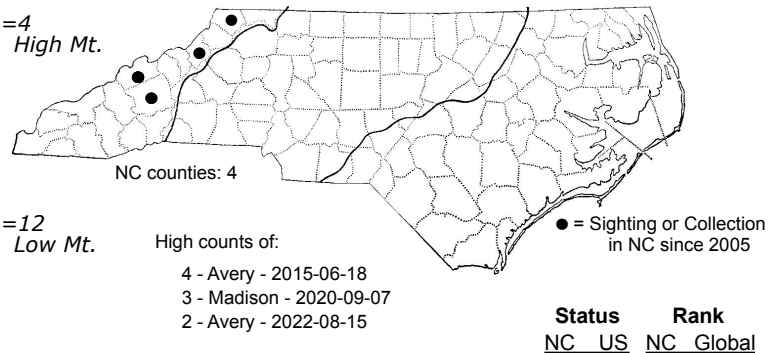 =4
High Mt.
NC counties: 4
=12
Low Mt.
High counts of:
4 - Avery - 2015-06-18
3 - Madison - 2020-09-07
2 - Avery - 2022-08-15
● = Sighting or Collection
in NC since 2005
Status Rank
NC US NC Global